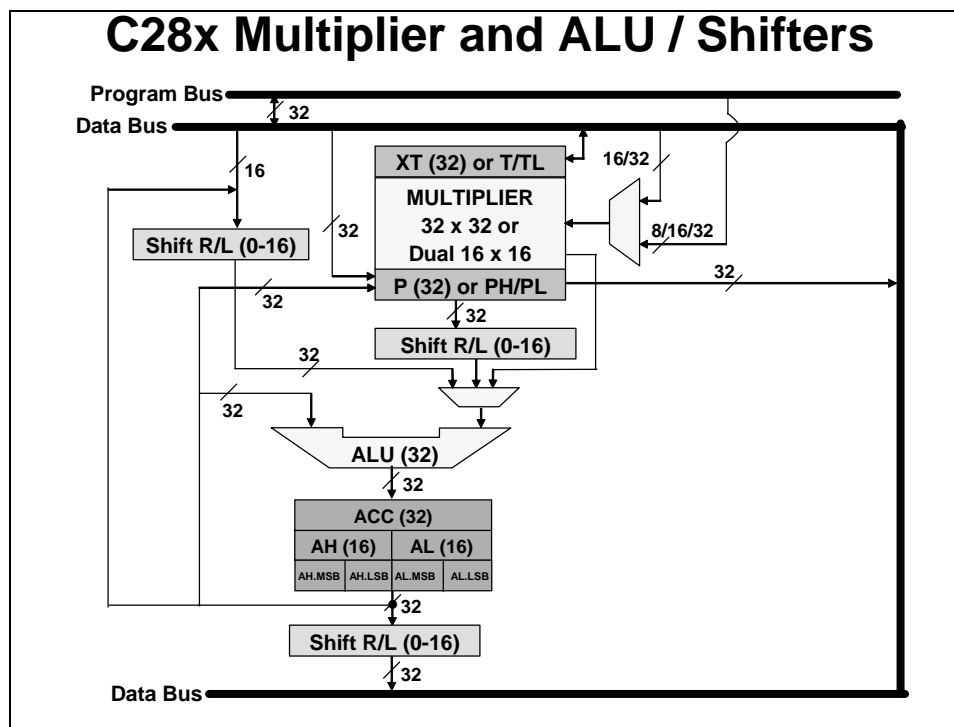 C28x Multiplier and ALU / Shifters
Program Bus
32
Data Bus
16
XT (32) or T/TL
16/32
MULTIPLIER
32 x 32 or
Dual 16 x 16
32
8/16/32
Shift R/L (0-16)
32
P (32) or PH/PL
32
32
Shift R/L (0-16)
32
32
ALU (32)
32
ACC (32)
AH (16)
AL (16)
AH.MSB
AH.LSB
AL.MSB
AL.LSB
32
Shift R/L (0-16)
32
Data Bus